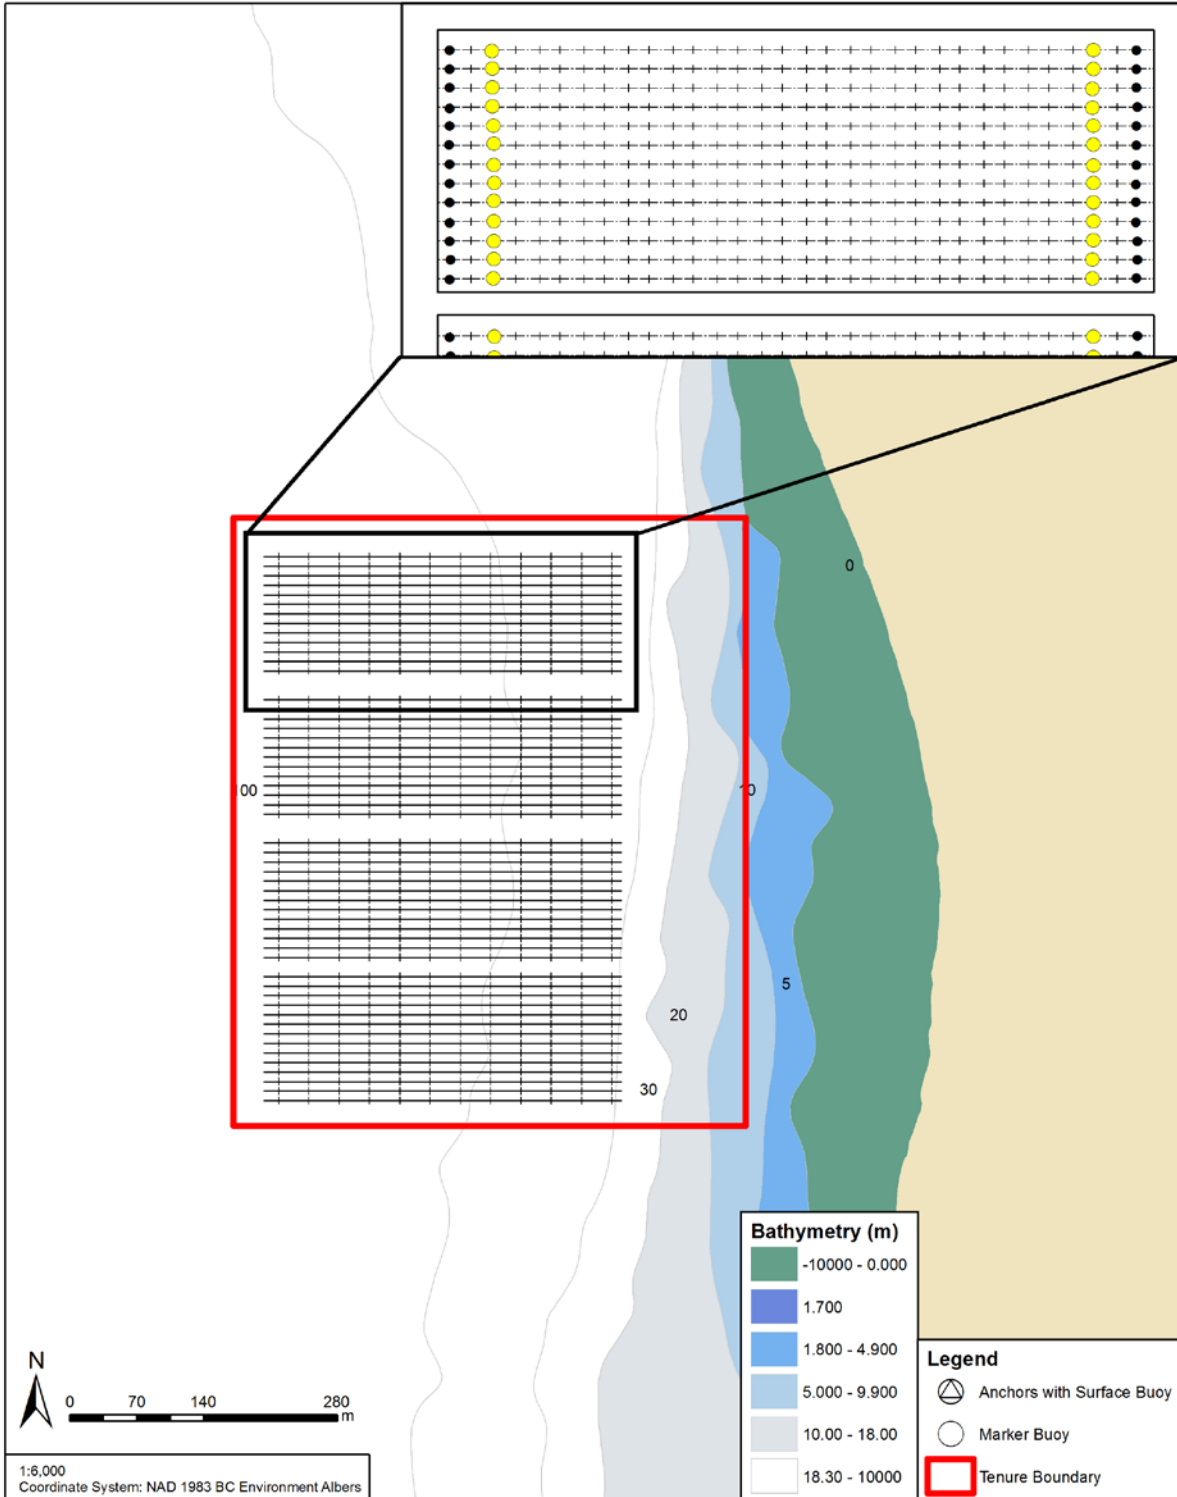 0
100
10
5
20
30
N
0 70 140 280
m
1:6,000
Coordinate System: NAD 1983 BC Environment Albers
Bathymetry (m)
-10000 - 0.000
1.700
1.800 - 4.900
5.000 - 9.900
10.00 - 18.00
18.30 - 10000
Legend
Anchors with Surface Buoy
Marker Buoy
Tenure Boundary